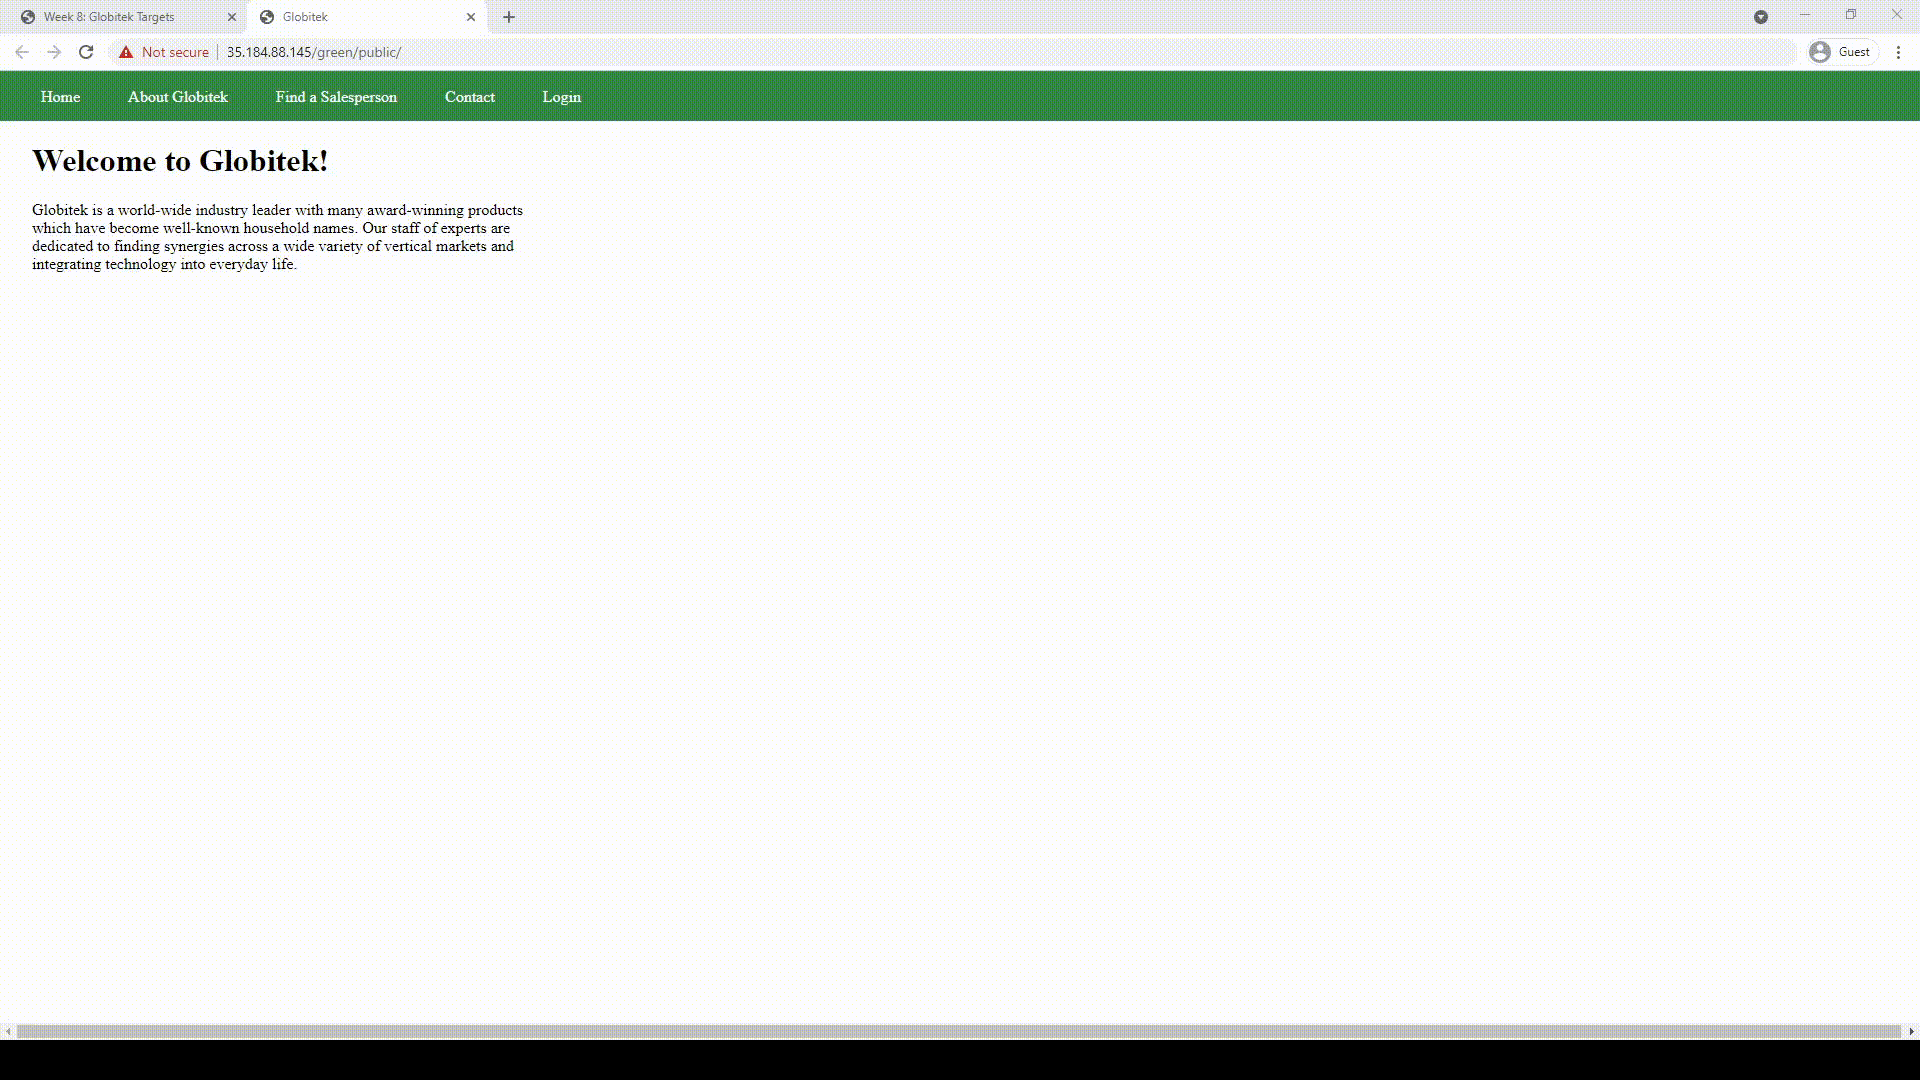 Week 8: Globitek Targets
Globitek
Not secure
35.184.88.145/green/public/
Guest
Home
About Globitek
Find a Salesperson
Contact
Login
Welcome to Globitek!
Globitek is a world-wide industry leader with many award-winning products
which have become well-known household names. Our staff of experts are
dedicated to finding synergies across a wide variety of vertical markets and
integrating technology into everyday life.